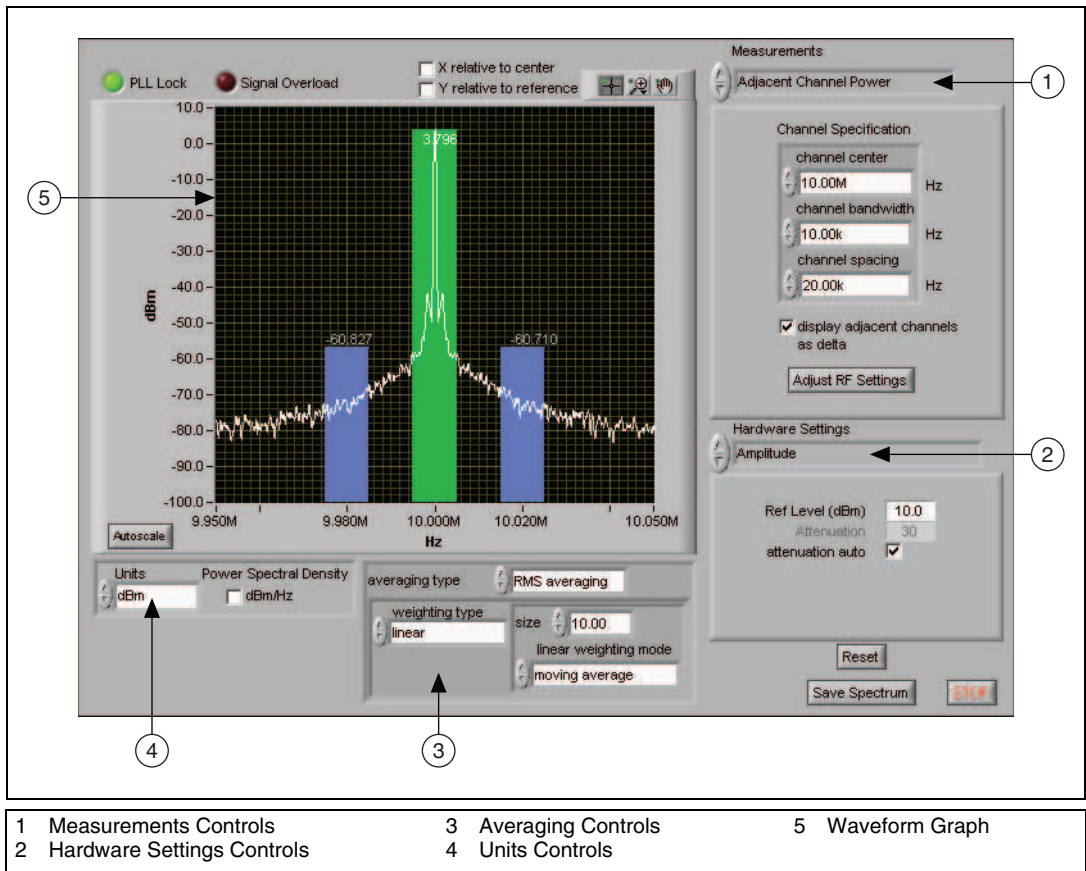 Measurements
PLL Lock
Signal Overload
X relative to center
Y relative to reference
Adjacent Channel Power
1
10.0
0.0
-10.0
-20.0
-30.0
-40.0
-50.0
-60.0
-70.0
-80.0
-90.0
-100.0
dBm
3.796
-60.827
-60.710
5
9.950M
9.980M
10.000M
10.020M
10.050M
Hz
Autoscale
Channel Specification
channel center
10.00M Hz
channel bandwidth
10.00k Hz
channel spacing
20.00k Hz
display adjacent channels
as delta
Adjust RF Settings
Hardware Settings
Amplitude
2
Ref Level (dBm) 10.0
Attenuation 30
attenuation auto
Units
dBm
Power Spectral Density
dBm/Hz
averaging type RMS averaging
weighting type
linear
size 10.00
linear weighting mode
moving average
Reset
Save Spectrum
STOP
4
3
1 Measurements Controls
2 Hardware Settings Controls
3 Averaging Controls
4 Units Controls
5 Waveform Graph